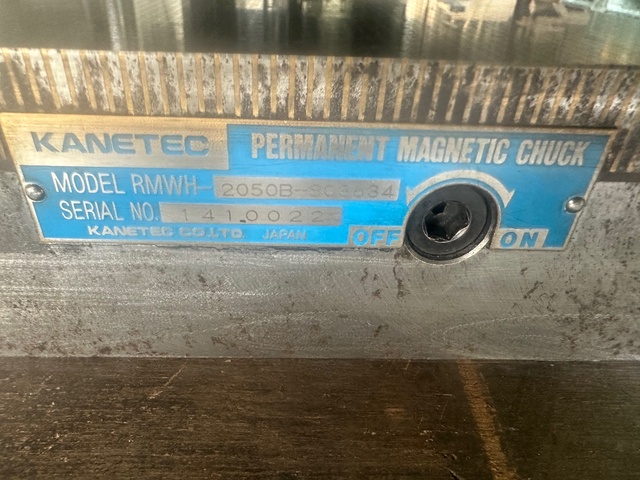 KANETEC
PERMANENT MAGNETIC CHUCK
MODEL RMWH-2050B-
SERIAL NO. 1410022
KANETEC CO.,LTD. JAPAN
OFF ON